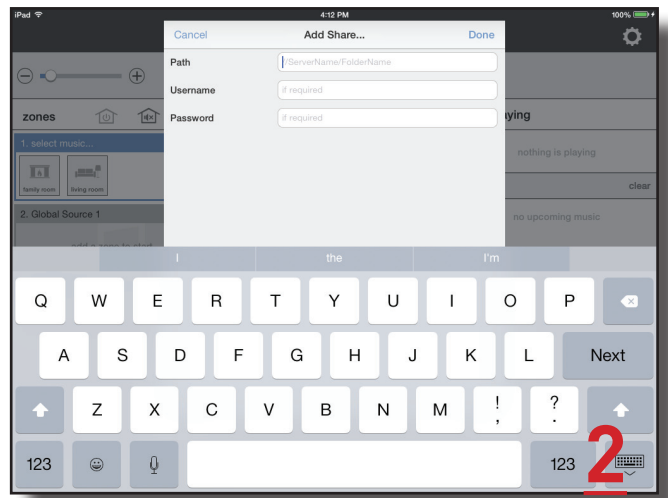 iPad 4:12 PM 100%
Cancel Add Share... Done
Path /ServerName/FolderName
Username if required
Password if required
zones ying
1. select music...
nothing is playing
family room living room
clear
2. Global Source 1
no upcoming music
add a zone to start
I the I'm
Q W E R T Y U I O P
A S D F G H J K L Next
Z X C V B N M ! , ? .
123 123
2